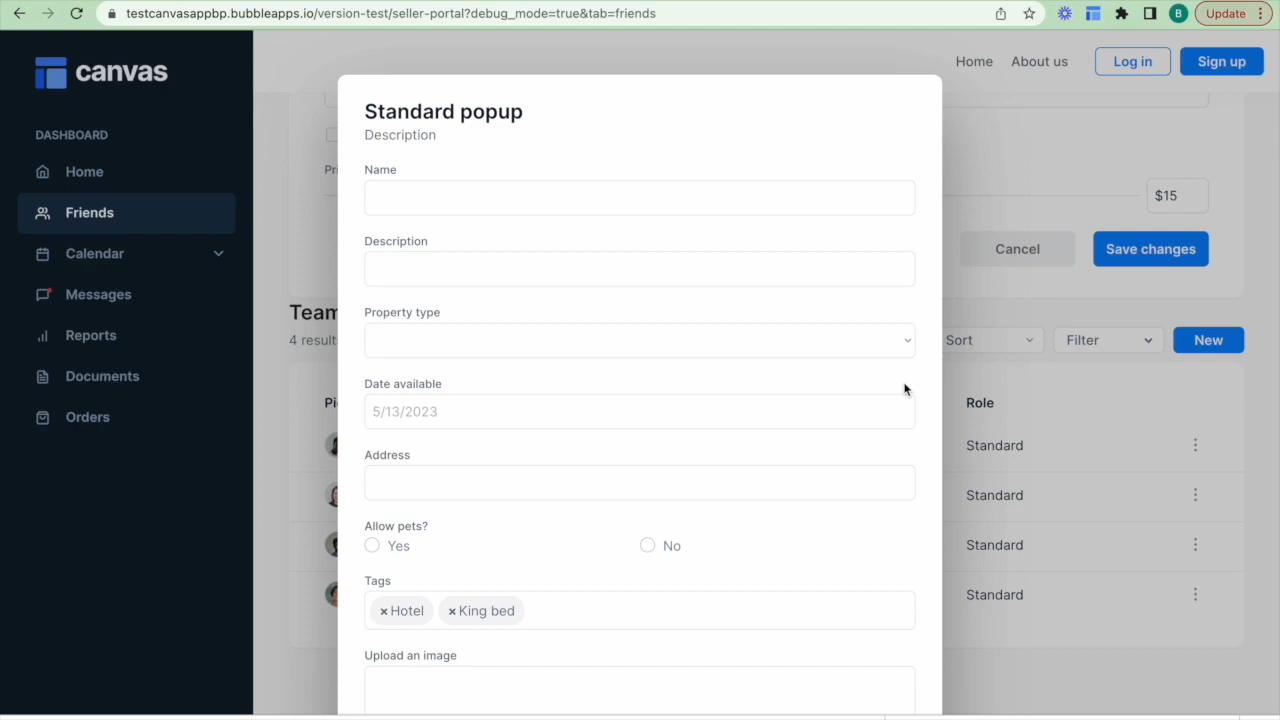 testcanvasappbp.bubbleapps.io/version-test/seller-portal?debug_mode=true&tab=friends
B
Update
canvas
Home
About us
Log in
Sign up
DASHBOARD
Home
Friends
Calendar
Messages
Reports
Documents
Orders
Standard popup
Description
Name
Description
Property type
Date available
5/13/2023
Address
Allow pets?
Yes
No
Tags
×Hotel
×King bed
Upload an image
$15
Cancel
Save changes
Team
Sort
Filter
New
Role
Standard
Standard
Standard
Standard